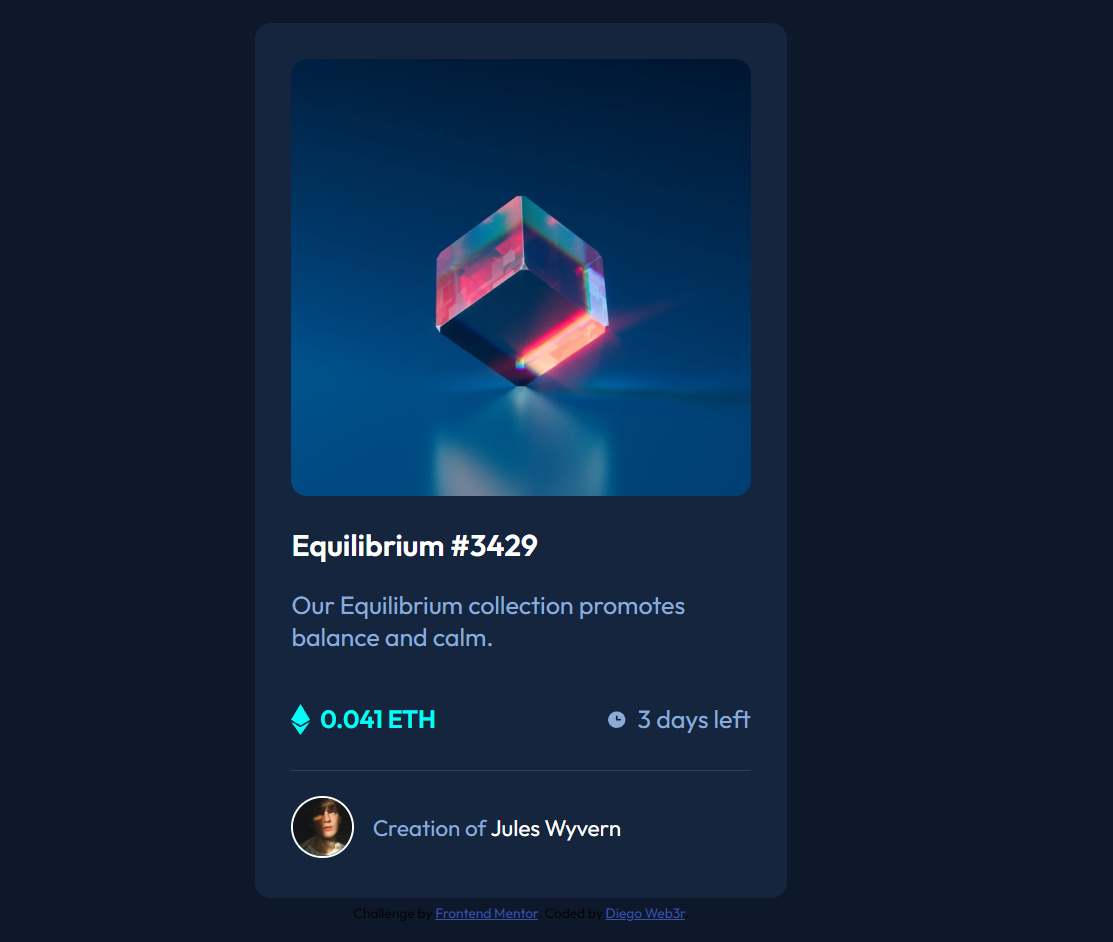 Equilibrium #3429
Our Equilibrium collection promotes
balance and calm.
0.041 ETH
3 days left
Creation of Jules Wyvern
Challenge by Frontend Mentor. Coded by Diego Web3r.